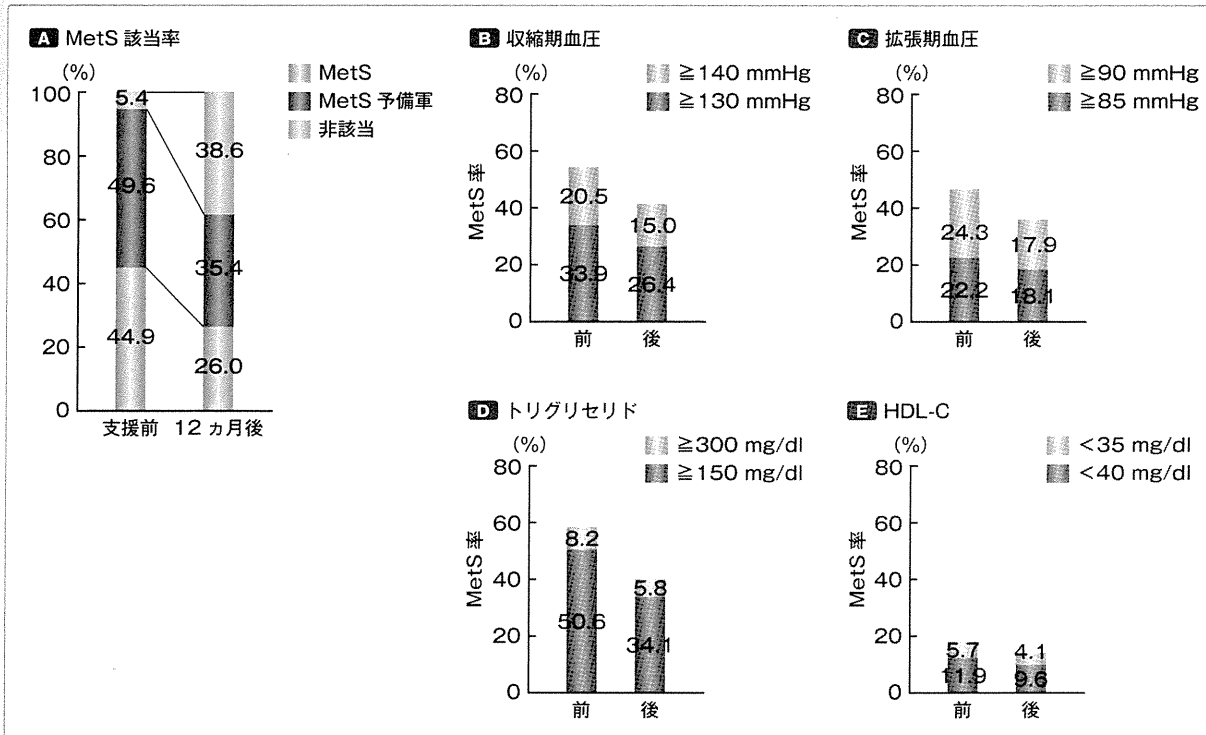 A MetS 該当率
(%)
MetS
MetS 予備軍
非該当
100
80
60
40
20
0
5.4
49.6
44.9
38.6
35.4
26.0
支援前 12 ヵ月後
B 収縮期血圧
(%)
≧140 mmHg
≧130 mmHg
MetS 率
80
60
40
20
0
20.5
33.9
15.0
26.4
前 後
C 拡張期血圧
(%)
≧90 mmHg
≧85 mmHg
MetS 率
80
60
40
20
0
24.3
22.2
17.9
18.1
前 後
D トリグリセリド
(%)
≧300 mg/dl
≧150 mg/dl
MetS 率
80
60
40
20
0
8.2
50.6
5.8
34.1
前 後
E HDL-C
(%)
<35 mg/dl
<40 mg/dl
MetS 率
80
60
40
20
0
5.7
11.9
4.1
9.6
前 後